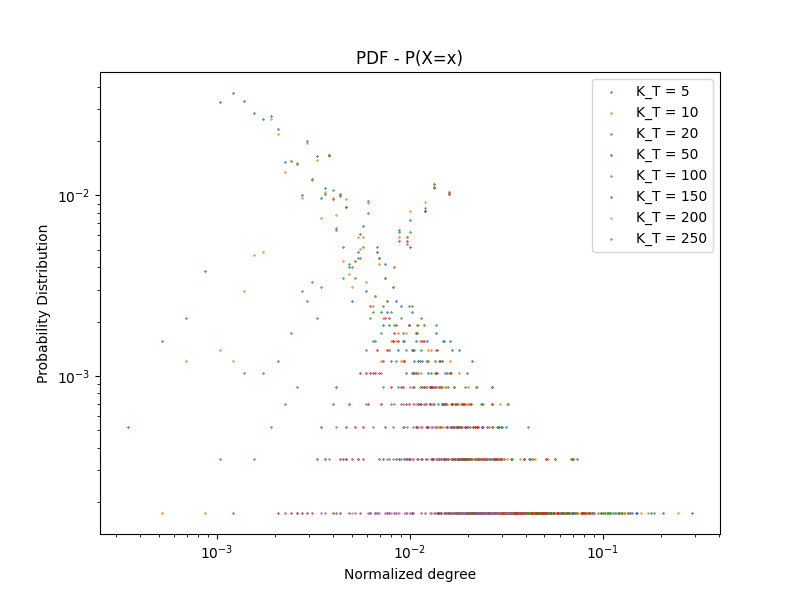 PDF - P(X=x)
K_T = 5
K_T = 10
K_T = 20
K_T = 50
K_T = 100
K_T = 150
K_T = 200
K_T = 250
Probability Distribution
10⁻²
10⁻³
10⁻³ 10⁻² 10⁻¹
Normalized degree